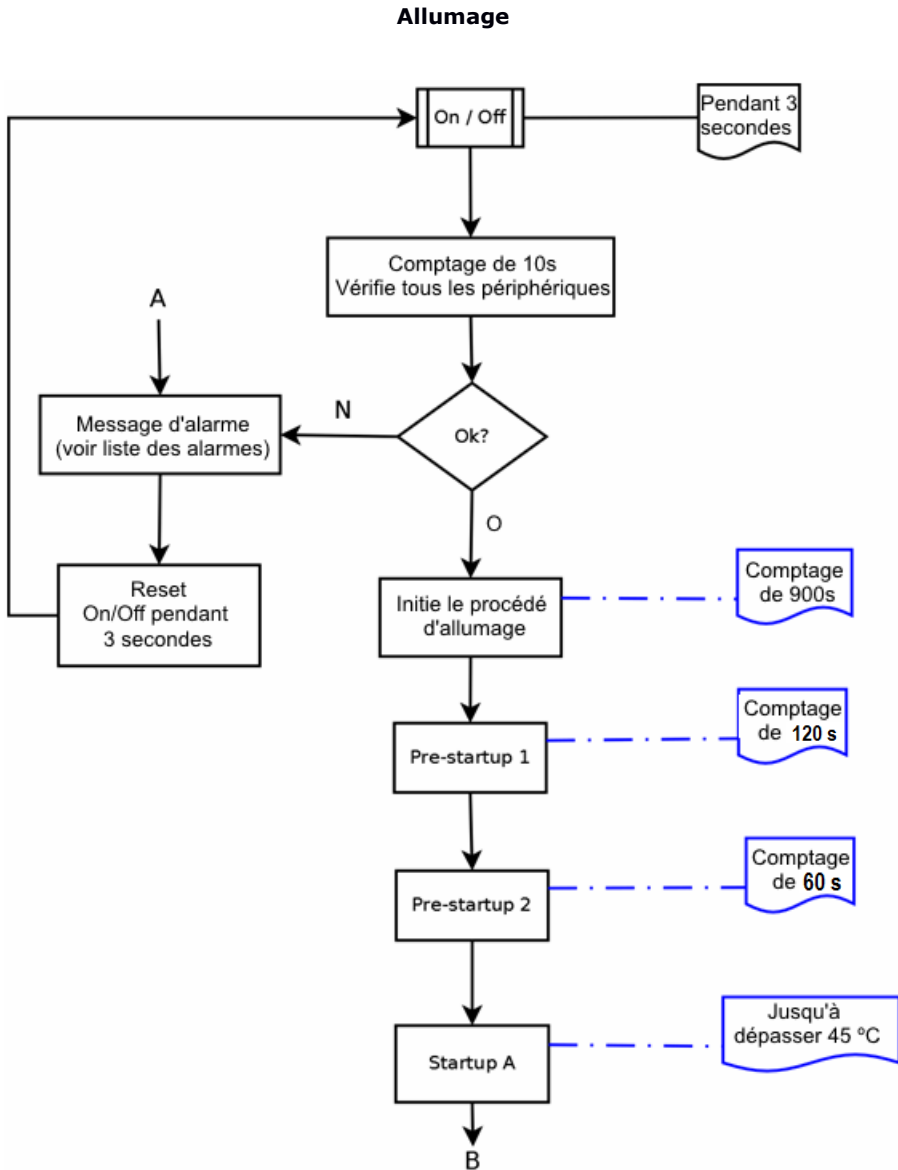 Allumage
On / Off
Pendant 3
secondes
Comptage de 10s
Vérifie tous les périphériques
A
Message d'alarme
(voir liste des alarmes)
N
Ok?
O
Reset
On/Off pendant
3 secondes
Initie le procédé
d'allumage
Comptage
de 900s
Pre-startup 1
Comptage
de 120 s
Pre-startup 2
Comptage
de 60 s
Startup A
Jusqu'à
dépasser 45 ºC
B